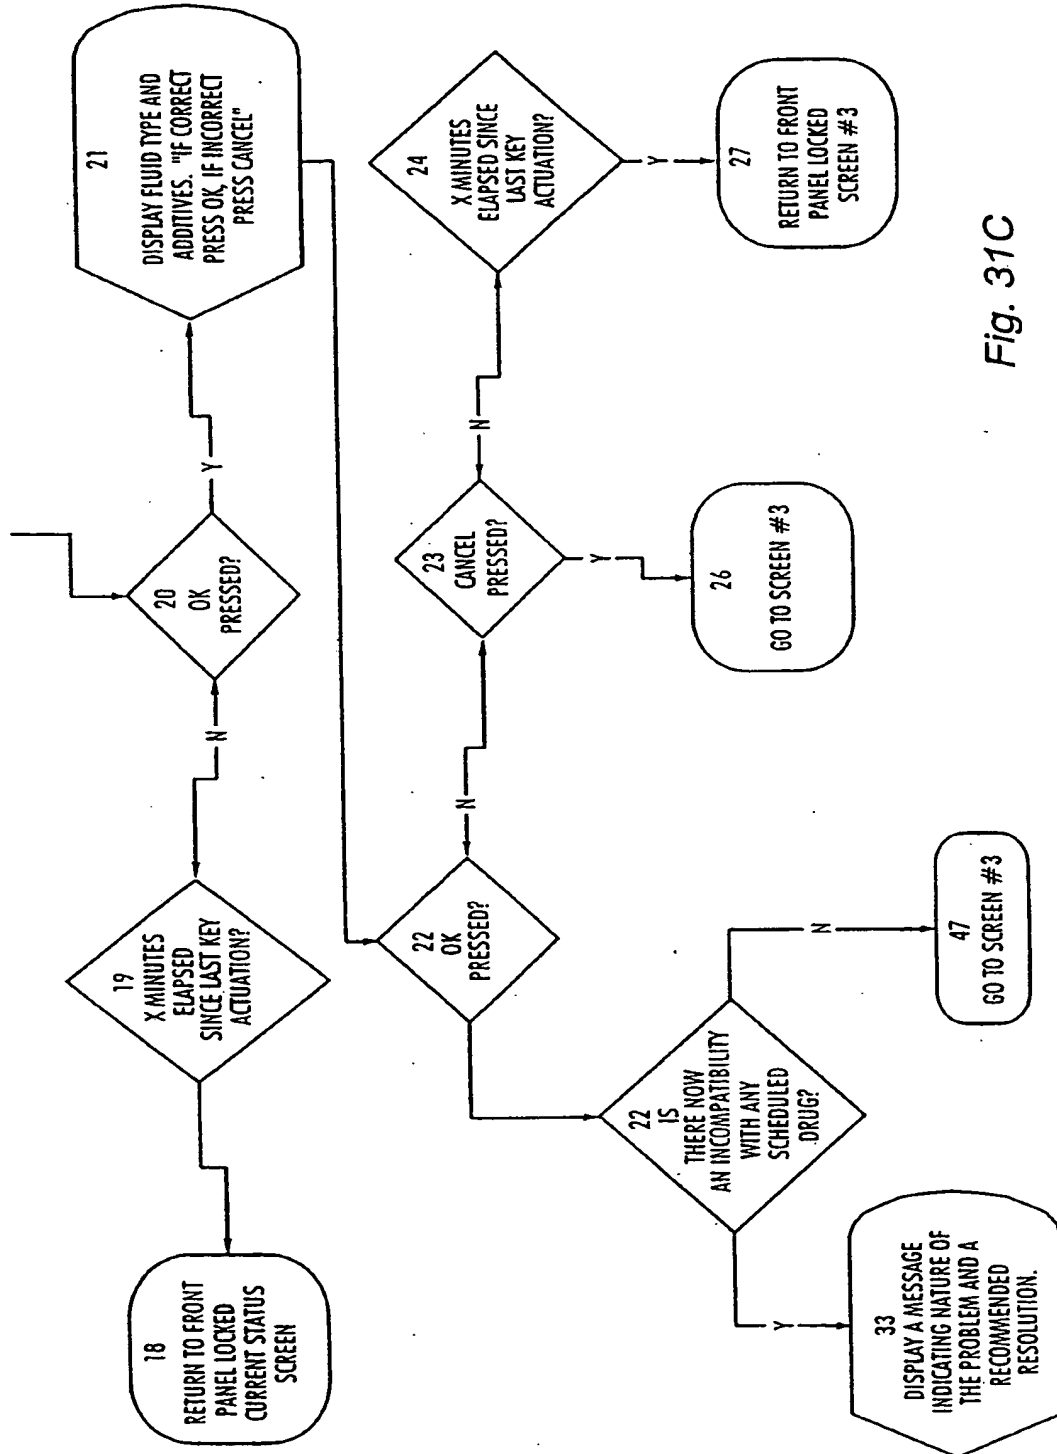 18
RETURN TO FRONT
PANEL LOCKED
CURRENT STATUS
SCREEN
19
X MINUTES
ELAPSED
SINCE LAST KEY
ACTUATION?
N
20
OK
PRESSED?
Y
21
DISPLAY FLUID TYPE AND
ADDITIVES. "IF CORRECT
PRESS OK, IF INCORRECT
PRESS CANCEL"
22
OK
PRESSED?
N
23
CANCEL
PRESSED?
N
24
X MINUTES
ELAPSED SINCE
LAST KEY
ACTUATION?
Y
Y
22
IS
THERE NOW
AN INCOMPATIBILITY
WITH ANY
SCHEDULED
DRUG?
Y
N
33
DISPLAY A MESSAGE
INDICATING NATURE OF
THE PROBLEM AND A
RECOMMENDED
RESOLUTION.
47
GO TO SCREEN #3
26
GO TO SCREEN #3
27
RETURN TO FRONT
PANEL LOCKED
SCREEN #3
Fig. 31C